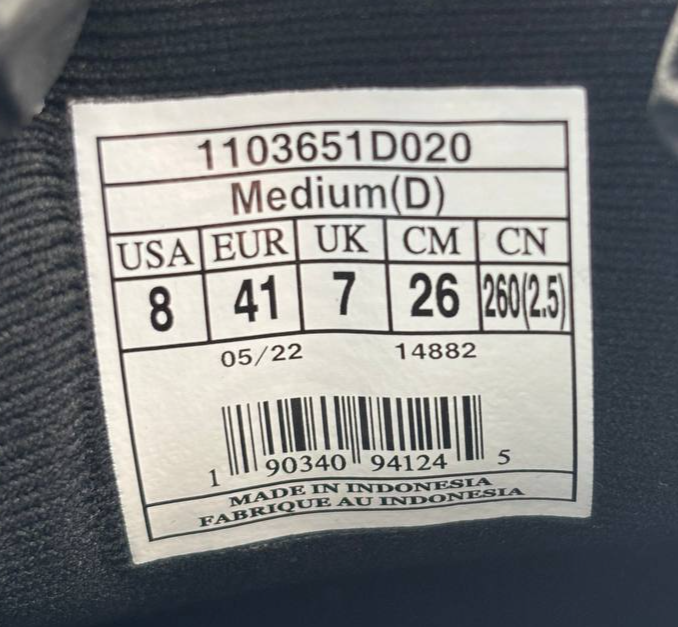 1103651D020
Medium(D)
USA EUR UK CM CN
8 41 7 26 260(2.5)
05/22 14882
1 90340 94124 5
MADE IN INDONESIA
FABRIQUE AU INDONESIA